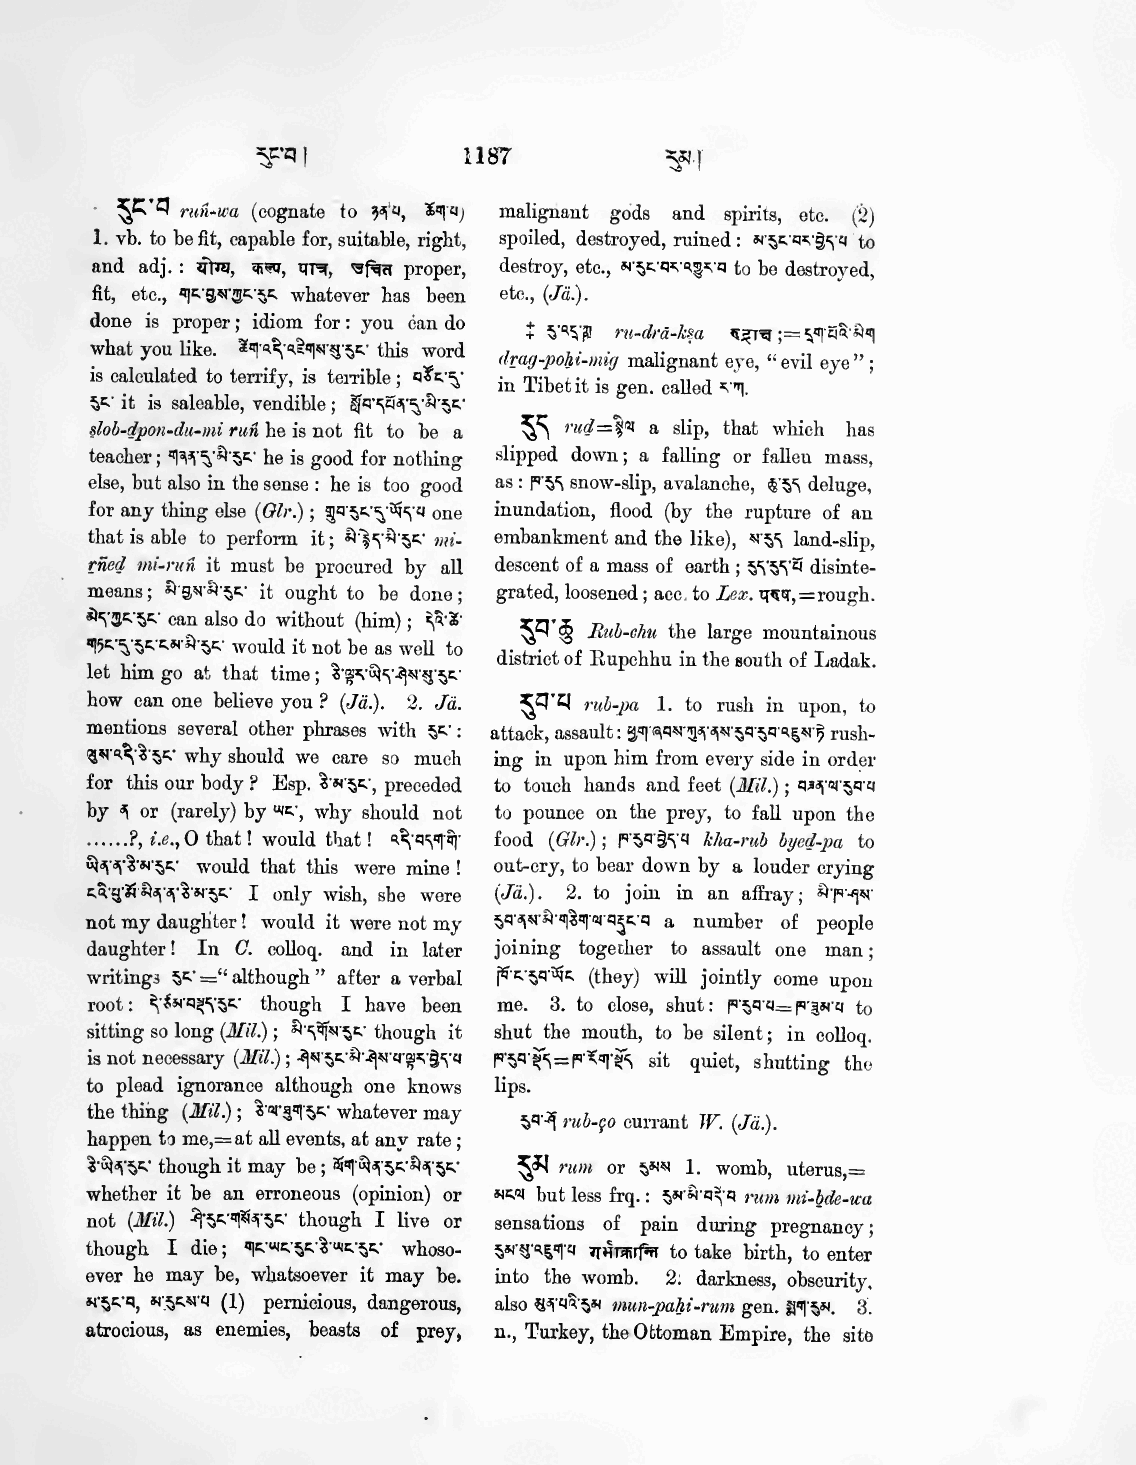 རུང་བ། 1187 རུམ།
རུང་བ ruń-wa (cognate to ཉན་པ, ཆོག་པ)
1. vb. to be fit, capable for, suitable, right,
and adj.: योग्य, कल्प, पात्र, उचित proper,
fit, etc., གང་བྱས་ཀྱང་རུང whatever has been
done is proper; idiom for: you can do
what you like. ཚིག་འདི་འཇིགས་སུ་རུང་ this word
is calculated to terrify, is terrible; བཙོང་དུ་
རུང་ it is saleable, vendible; སློབ་དཔོན་དུ་མི་རུང་
s̱lob-ḏpon-du-mi ruń he is not fit to be a
teacher; གཞན་དུ་མི་རུང་ he is good for nothing
else, but also in the sense: he is too good
for any thing else (Glr.); གྲུབ་རུང་དུ་ཡོད་པ one
that is able to perform it; མི་རྙེད་མི་རུང་ mi-
ṟñeḏ mi-ruń it must be procured by all
means; མི་བྱས་མི་རུང་ it ought to be done;
མེད་ཀྱང་རུང་ can also do without (him); དེའི་ཚེ་
གཏང་དུ་རུང་ངམ་མི་རུང་ would it not be as well to
let him go at that time; ཅི་ལྟར་ཡིད་ཤེས་སུ་རུང་
how can one believe you? (Jä.). 2. Jä.
mentions several other phrases with རུང་:
ལུས་འདི་ཅི་རུང་ why should we care so much
for this our body? Esp. ཅི་མ་རུང་, preceded
by ན or (rarely) by ཡང་, why should not
......?, i.e., O that! would that! འདི་བདག་གི་
ཡིན་ན་ཅི་མ་རུང་ would that this were mine!
ངའི་བུ་མོ་མིན་ན་ཅི་མ་རུང་ I only wish, she were
not my daughter! would it were not my
daughter! In C. colloq. and in later
writings རུང་=“although” after a verbal
root: དེ་ཙམ་བསྡད་རུང་ though I have been
sitting so long (Mil.); མི་དགོས་རུང་ though it
is not necessary (Mil.); ཤེས་རུང་མི་ཤེས་པ་ལྟར་བྱེད་པ
to plead ignorance although one knows
the thing (Mil.); ཅི་ལ་ཐུག་རུང་ whatever may
happen to me,=at all events, at any rate;
ཅི་ཡིན་རུང་ though it may be; ལོག་ཡིན་རུང་མིན་རུང་
whether it be an erroneous (opinion) or
not (Mil.) ཤི་རུང་གསོན་རུང་ though I live or
though I die; གང་ཡང་རུང་ཅི་ཡང་རུང་ whoso-
ever he may be, whatsoever it may be.
མ་རུང་བ, མ་རུངས་པ (1) pernicious, dangerous,
atrocious, as enemies, beasts of prey,
malignant gods and spirits, etc. (2)
spoiled, destroyed, ruined: མ་རུང་བར་བྱེད་པ to
destroy, etc., མ་རུང་བར་འགྱུར་བ to be destroyed,
etc., (Jä.).
‡ རུ་འདྲ་ཀྵ ru-drā-kṣa रुद्राक्ष ;=དྲག་པོའི་མིག
ḏrag-poḥi-mig malignant eye, “evil eye”;
in Tibet it is gen. called
རུད ruḏ=སྙིལ a slip, that which has
slipped down; a falling or fallen mass,
as: ཁ་རུད snow-slip, avalanche, ཆུ་རུད deluge,
inundation, flood (by the rupture of an
embankment and the like), ས་རུད land-slip,
descent of a mass of earth; རུད་རུད་པོ disinte-
grated, loosened; acc. to Lex. परुष,=rough.
རུབ་ཆུ Rub-chu the large mountainous
district of Rupchhu in the south of Ladak.
རུབ་པ rub-pa 1. to rush in upon, to
attack, assault: ཕྱག་ཞབས་ཀུན་ནས་རུབ་རུབ་འཇུས་ཏེ rush-
ing in upon him from every side in order
to touch hands and feet (Mil.); བཟན་ལ་རུབ་པ
to pounce on the prey, to fall upon the
food (Glr.); ཁ་རུབ་བྱེད་པ kha-rub byeḏ-pa to
out-cry, to bear down by a louder crying
(Jä.). 2. to join in an affray; མི་ཁ་ཤས་
རུབ་ནས་མི་གཅིག་ལ་བརྡུང་བ a number of people
joining together to assault one man;
ཁོ་ང་རུབ་ཡོང (they) will jointly come upon
me. 3. to close, shut: ཁ་རུབ་པ=ཁ་ཟུམ་པ to
shut the mouth, to be silent; in colloq.
ཁ་རུབ་སྡོད=ཁ་རོག་སྡོད sit quiet, shutting the
lips.
རུབ་ཤོ rub-ço currant W. (Jä.).
རུམ rum or རུམས 1. womb, uterus,=
མངལ but less frq.: རུམ་མི་བདེ་བ rum mi-ḇde-wa
sensations of pain during pregnancy;
རུམ་སུ་འཇུག་པ गर्भाक्रान्ति to take birth, to enter
into the womb. 2. darkness, obscurity,
also མུན་པའི་རུམ mun-paḥi-rum gen. སྨག་རུམ. 3.
n., Turkey, the Ottoman Empire, the site